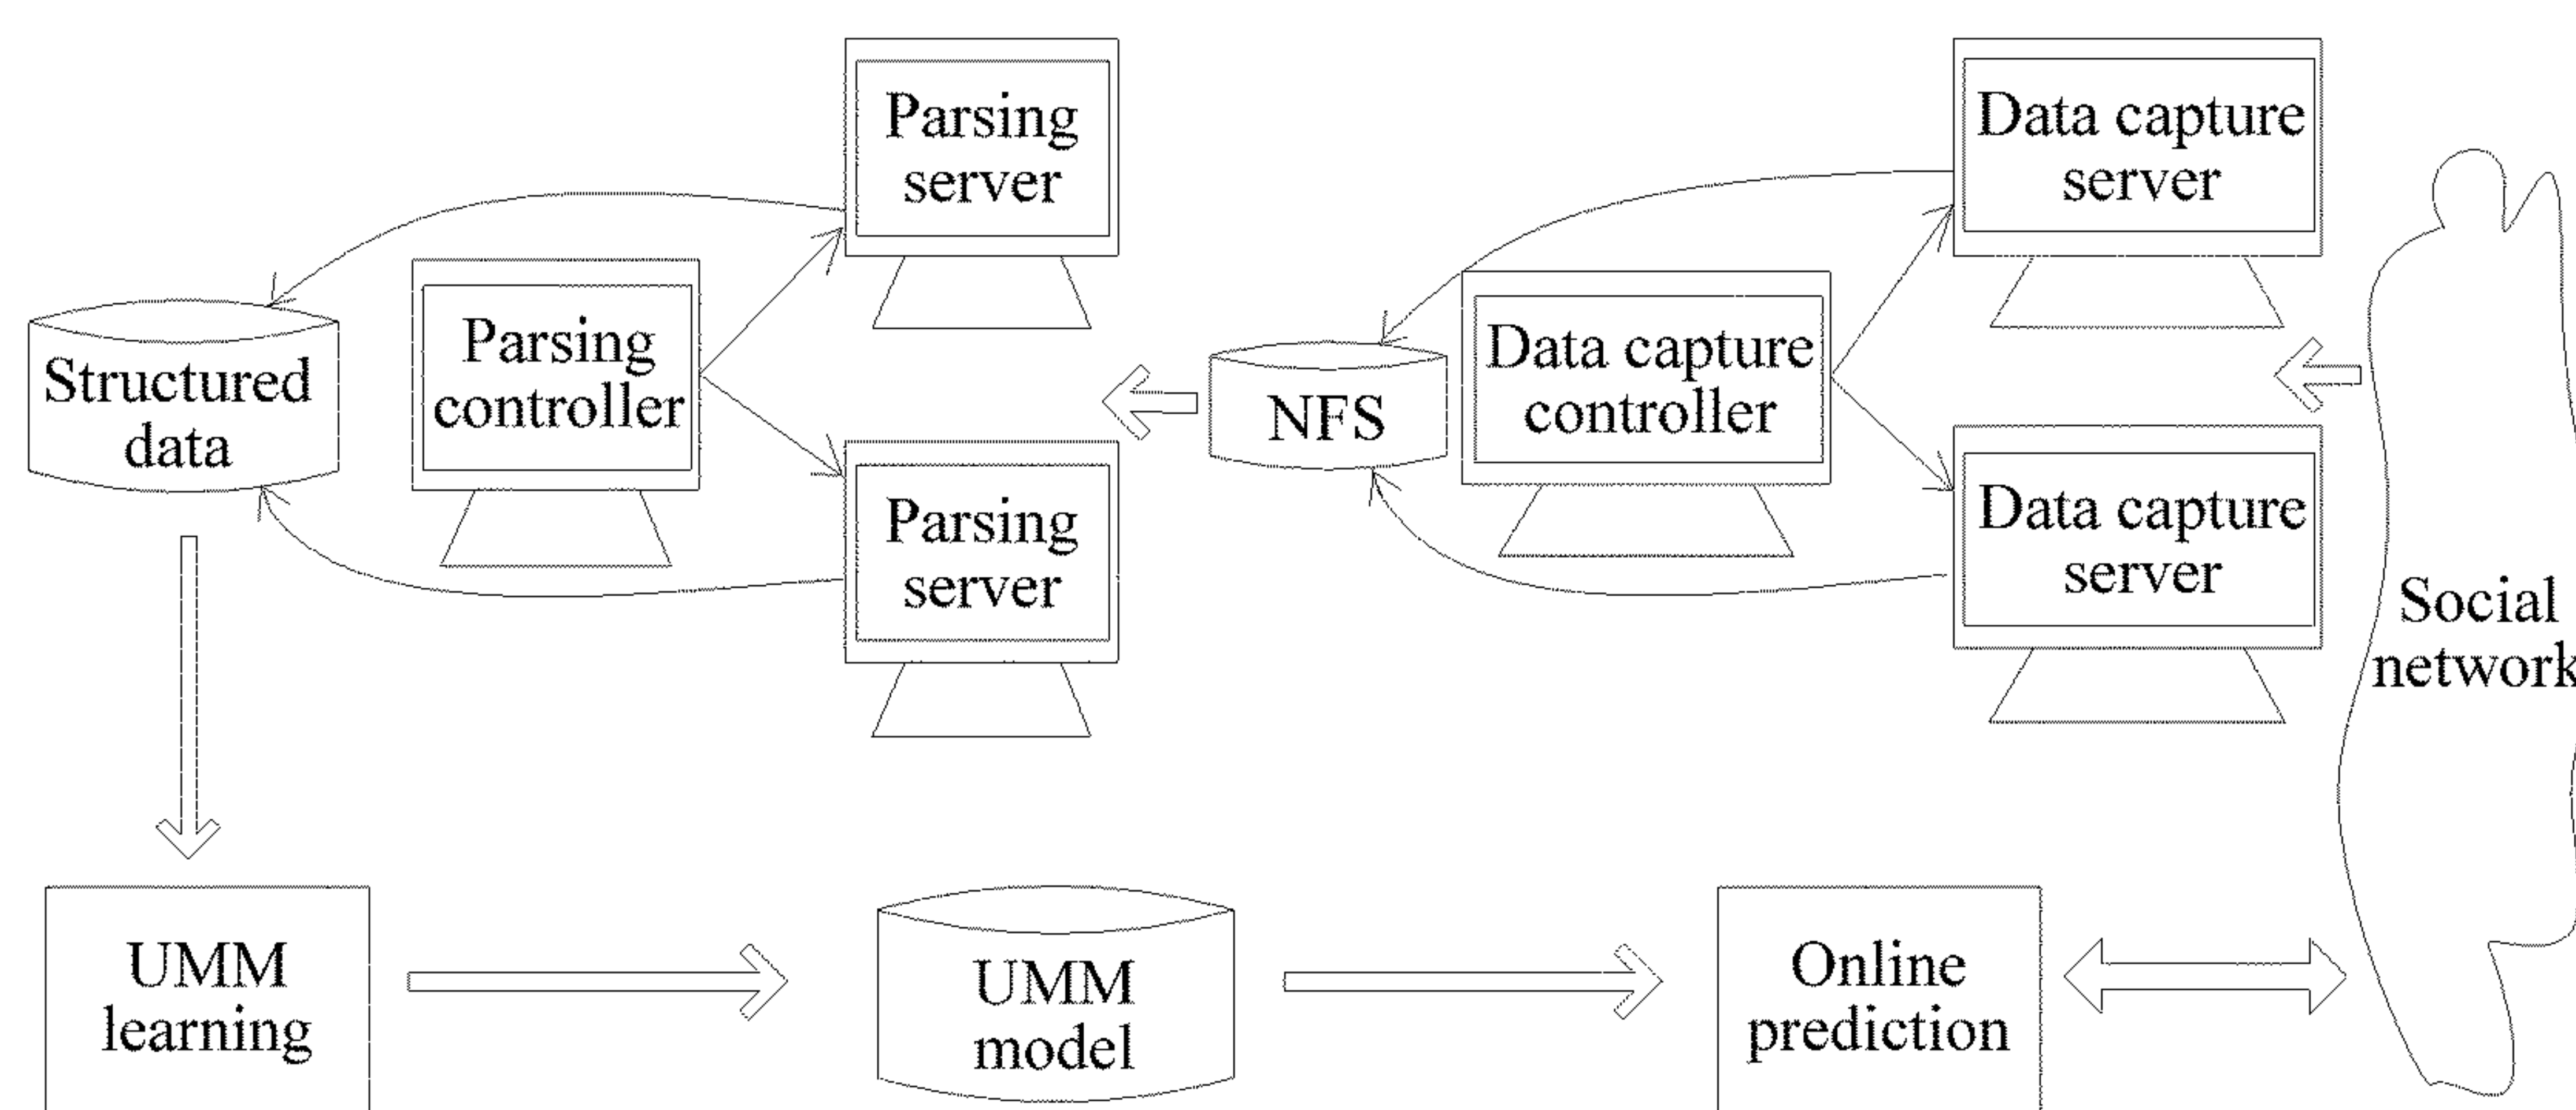 Parsing
server
Data capture
server
Structured
data
Parsing
controller
NFS
Data capture
controller
Parsing
server
Data capture
server
Social
network
UMM
learning
UMM
model
Online
prediction